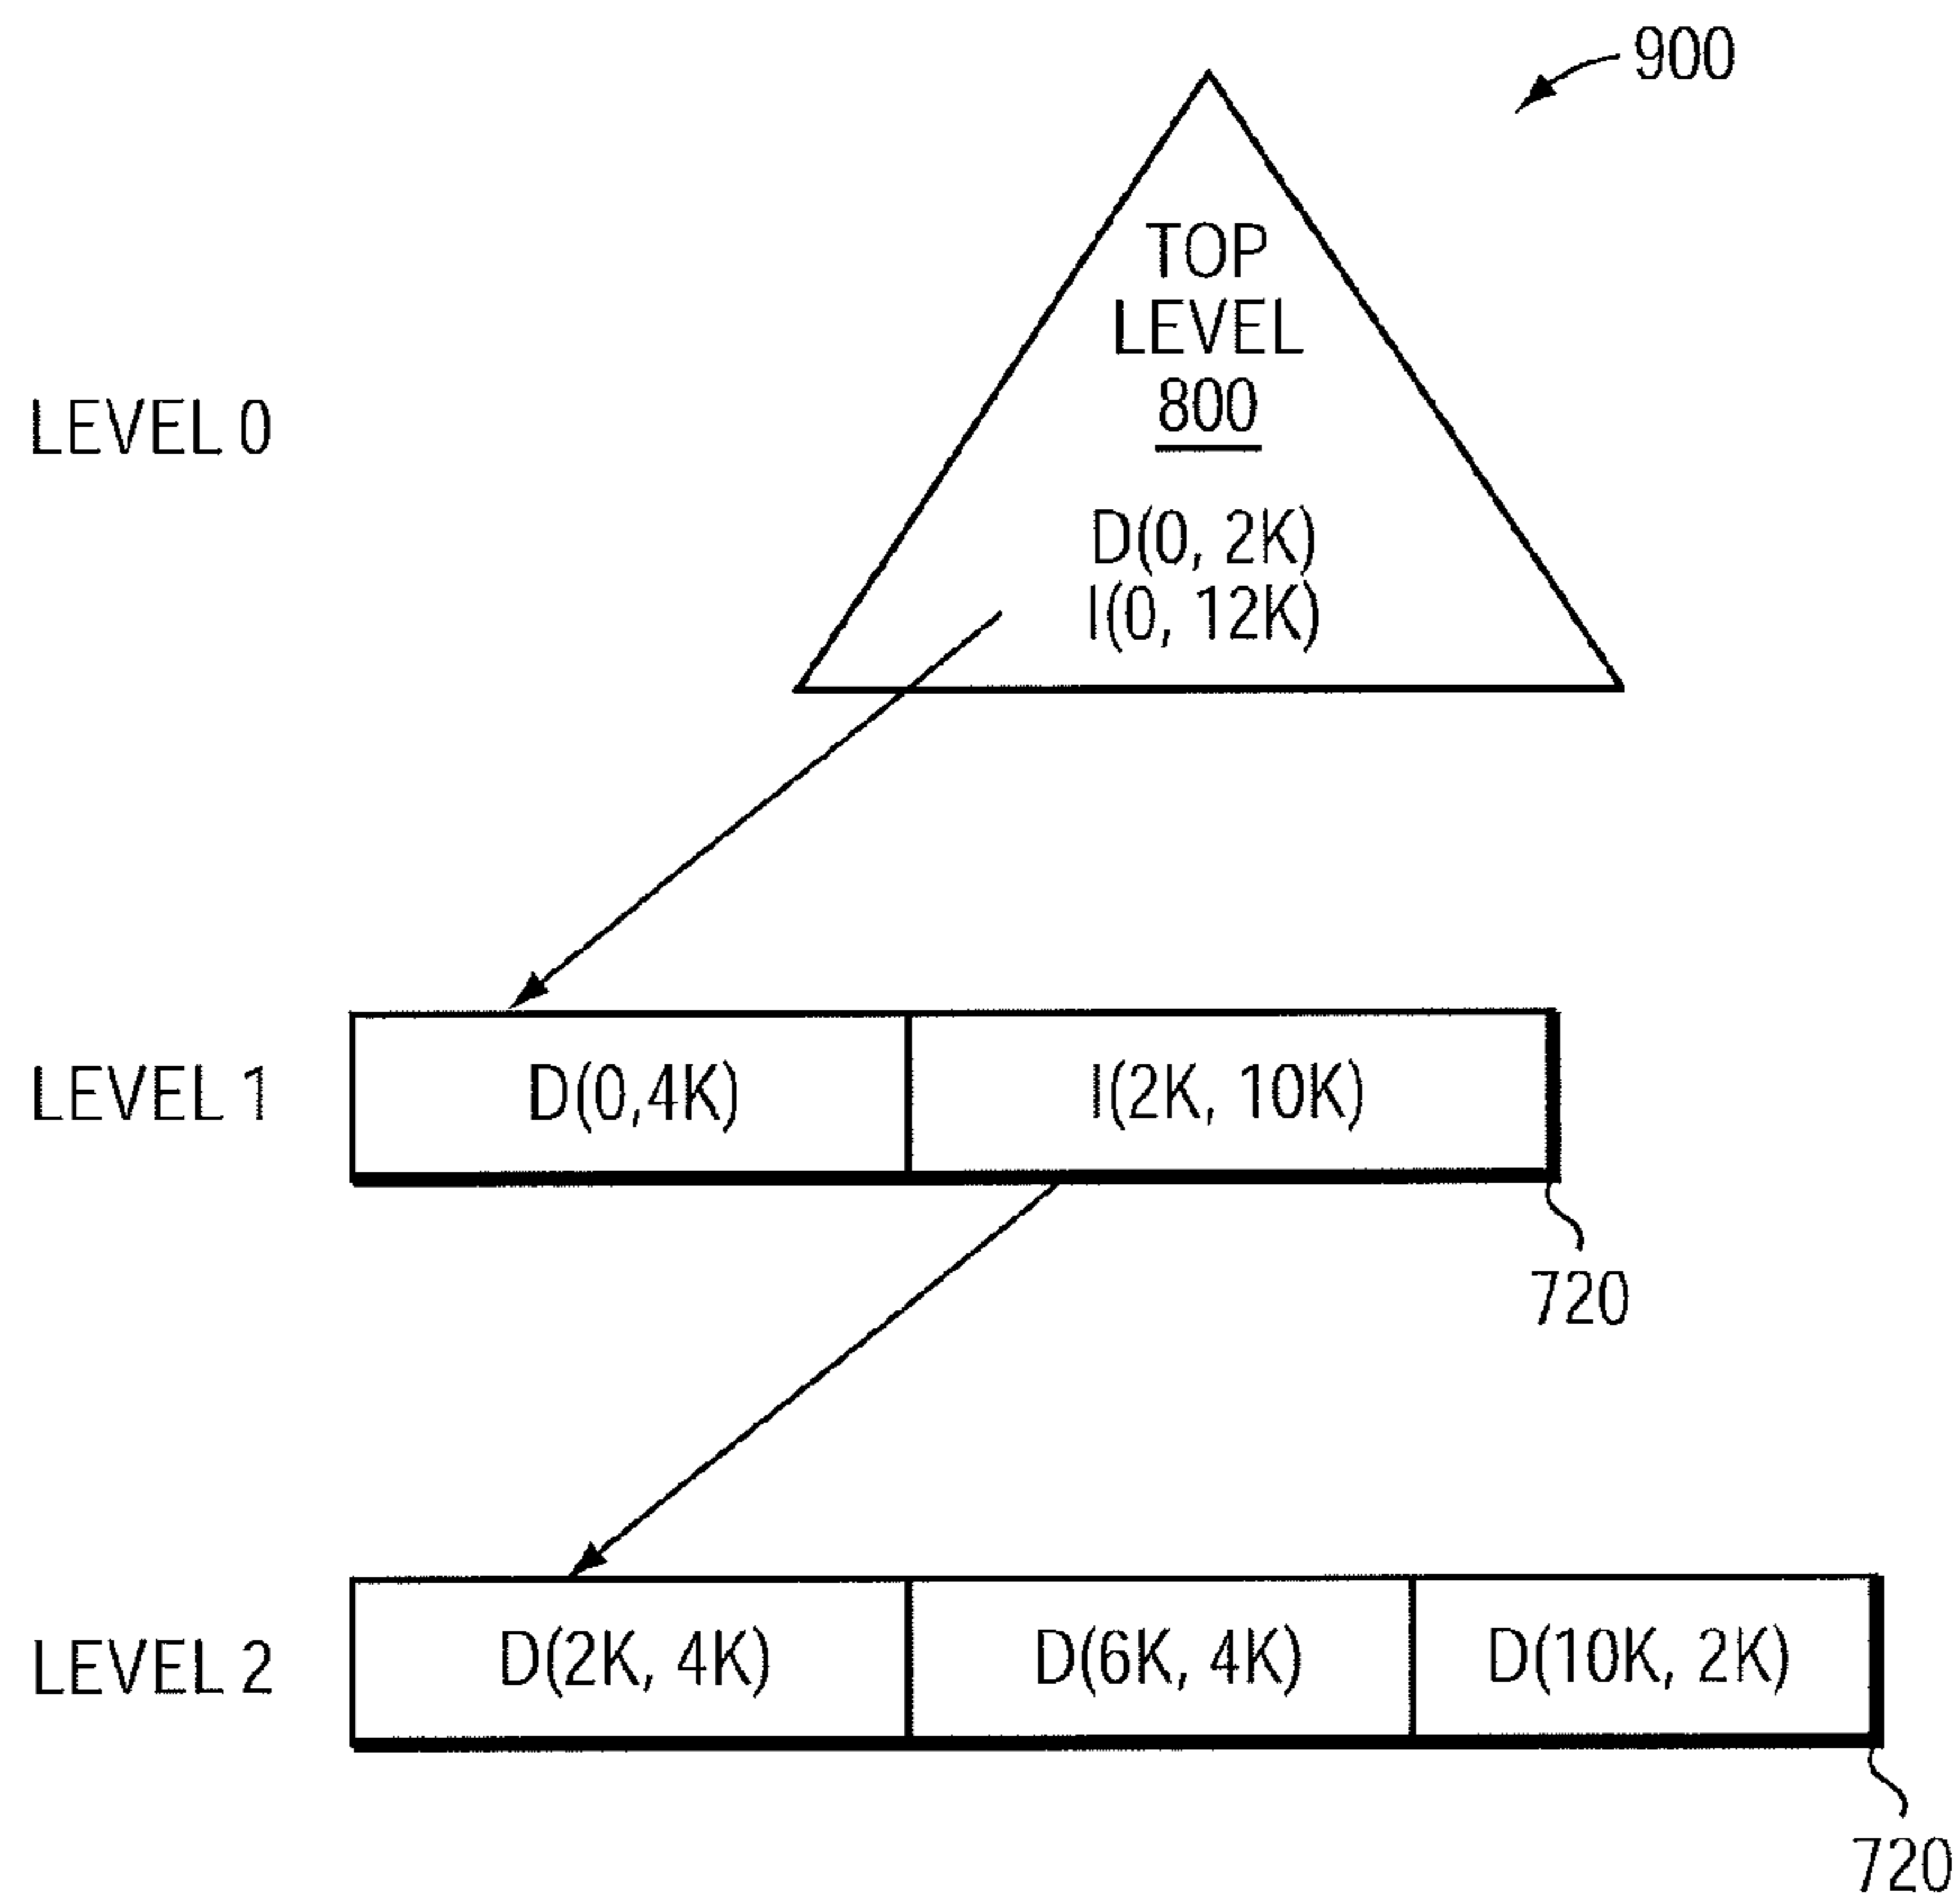 900
TOP
LEVEL
800
LEVEL 0
D(0, 2K)
I(0, 12K)
LEVEL 1
D(0,4K)
I(2K, 10K)
720
LEVEL 2
D(2K, 4K)
D(6K, 4K)
D(10K, 2K)
720